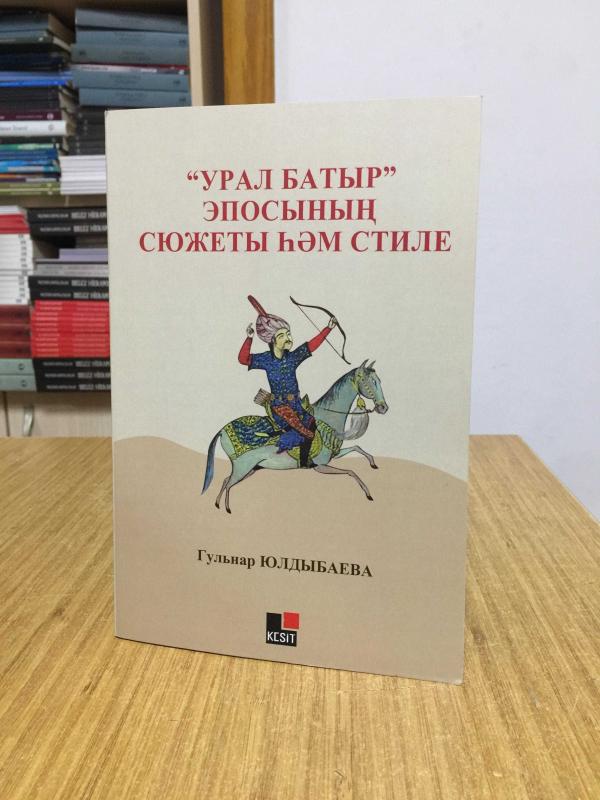 “УРАЛ БАТЫР”
ЭПОСЫНЫҢ
СЮЖЕТЫ ҺӘМ СТИЛЕ
Гульнар ЮЛДЫБАЕВА
KESİT